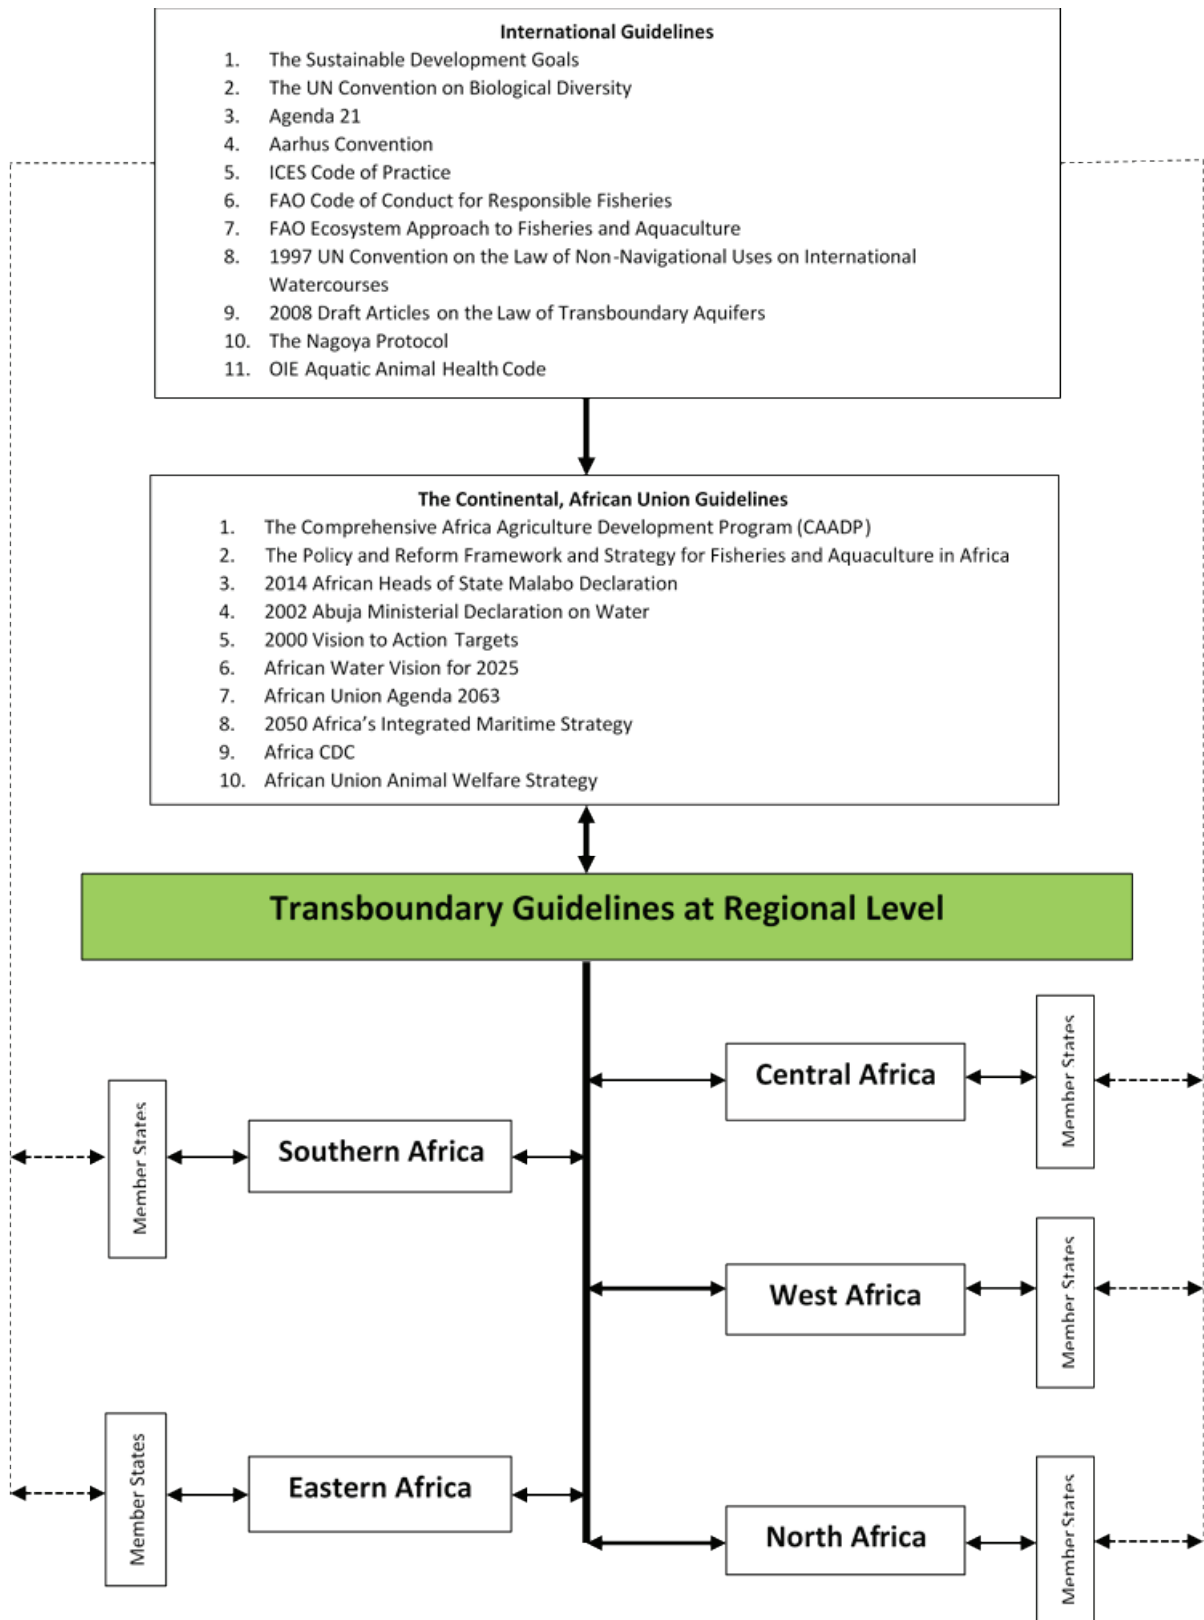 International Guidelines
1. The Sustainable Development Goals
2. The UN Convention on Biological Diversity
3. Agenda 21
4. Aarhus Convention
5. ICES Code of Practice
6. FAO Code of Conduct for Responsible Fisheries
7. FAO Ecosystem Approach to Fisheries and Aquaculture
8. 1997 UN Convention on the Law of Non-Navigational Uses on International
Watercourses
9. 2008 Draft Articles on the Law of Transboundary Aquifers
10. The Nagoya Protocol
11. OIE Aquatic Animal Health Code
The Continental, African Union Guidelines
1. The Comprehensive Africa Agriculture Development Program (CAADP)
2. The Policy and Reform Framework and Strategy for Fisheries and Aquaculture in Africa
3. 2014 African Heads of State Malabo Declaration
4. 2002 Abuja Ministerial Declaration on Water
5. 2000 Vision to Action Targets
6. African Water Vision for 2025
7. African Union Agenda 2063
8. 2050 Africa's Integrated Maritime Strategy
9. Africa CDC
10. African Union Animal Welfare Strategy
Transboundary Guidelines at Regional Level
Central Africa
Member States
Member States
Southern Africa
West Africa
Member States
Member States
Eastern Africa
North Africa
Member States